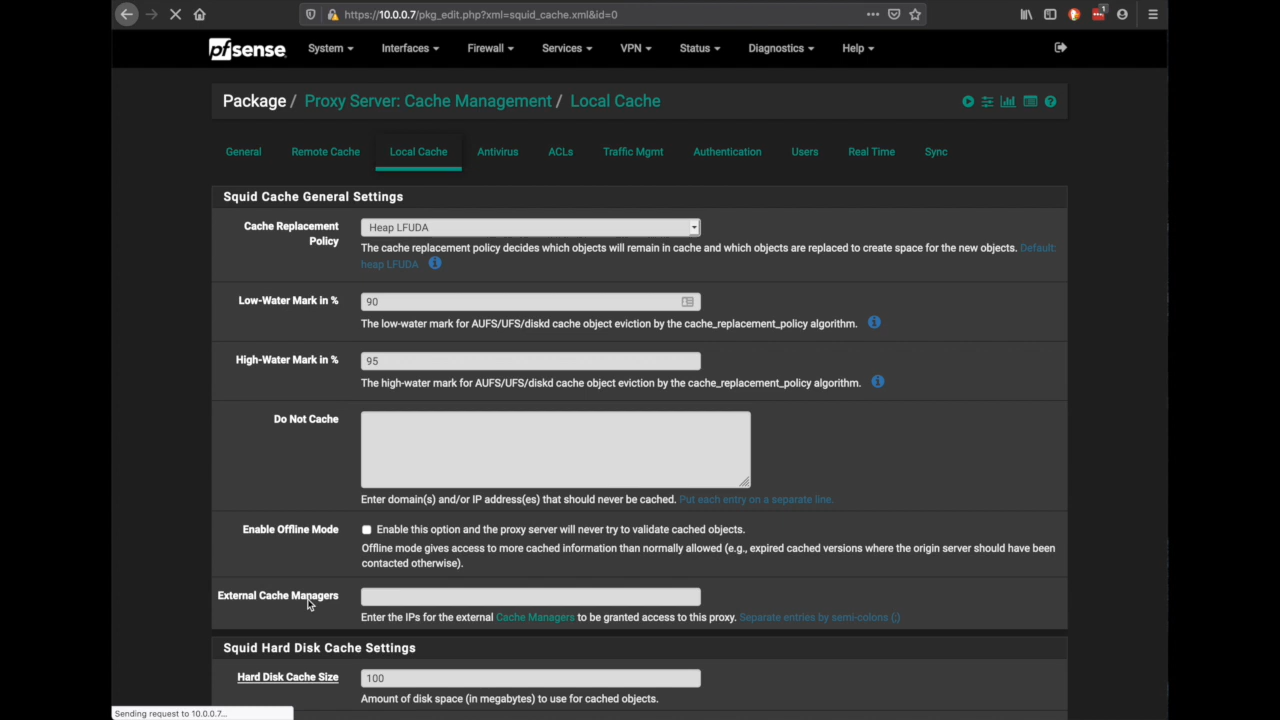 https://10.0.0.7/pkg_edit.php?xml=squid_cache.xml&id=0
1
pfsense
System Interfaces Firewall Services VPN Status Diagnostics Help
Package / Proxy Server: Cache Management / Local Cache
General Remote Cache Local Cache Antivirus ACLs Traffic Mgmt Authentication Users Real Time Sync
Squid Cache General Settings
Cache Replacement Policy
Heap LFUDA
The cache replacement policy decides which objects will remain in cache and which objects are replaced to create space for the new objects. Default:
heap LFUDA
Low-Water Mark in %
90
The low-water mark for AUFS/UFS/diskd cache object eviction by the cache_replacement_policy algorithm.
High-Water Mark in %
95
The high-water mark for AUFS/UFS/diskd cache object eviction by the cache_replacement_policy algorithm.
Do Not Cache
Enter domain(s) and/or IP address(es) that should never be cached. Put each entry on a separate line.
Enable Offline Mode
Enable this option and the proxy server will never try to validate cached objects.
Offline mode gives access to more cached information than normally allowed (e.g., expired cached versions where the origin server should have been
contacted otherwise).
External Cache Managers
Enter the IPs for the external Cache Managers to be granted access to this proxy. Separate entries by semi-colons (;)
Squid Hard Disk Cache Settings
Hard Disk Cache Size
100
Amount of disk space (in megabytes) to use for cached objects.
Sending request to 10.0.0.7...